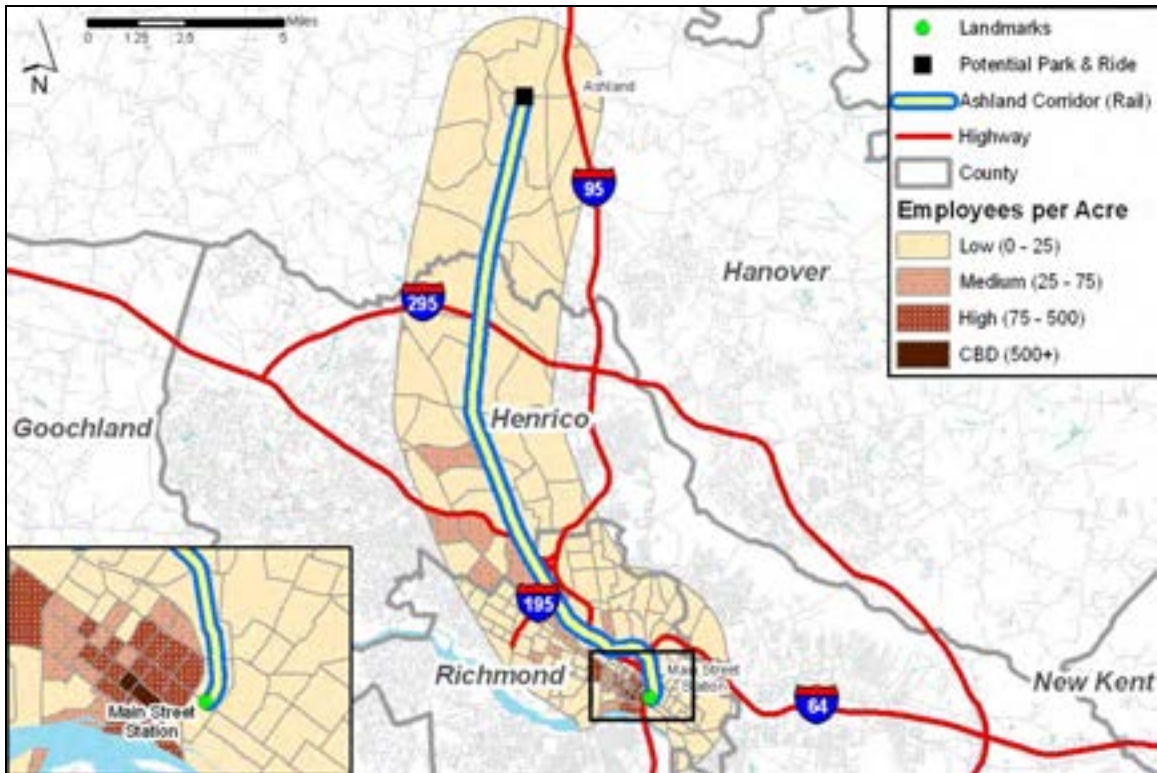 Miles
0 1.25 2.5 5
N
Ashland
95
295
Hanover
Goochland
Henrico
195
Richmond
Main Street
Station
64
New Kent
Main Street
Station
Landmarks
Potential Park & Ride
Ashland Corridor (Rail)
Highway
County
Employees per Acre
Low (0 - 25)
Medium (25 - 75)
High (75 - 500)
CBD (500+)